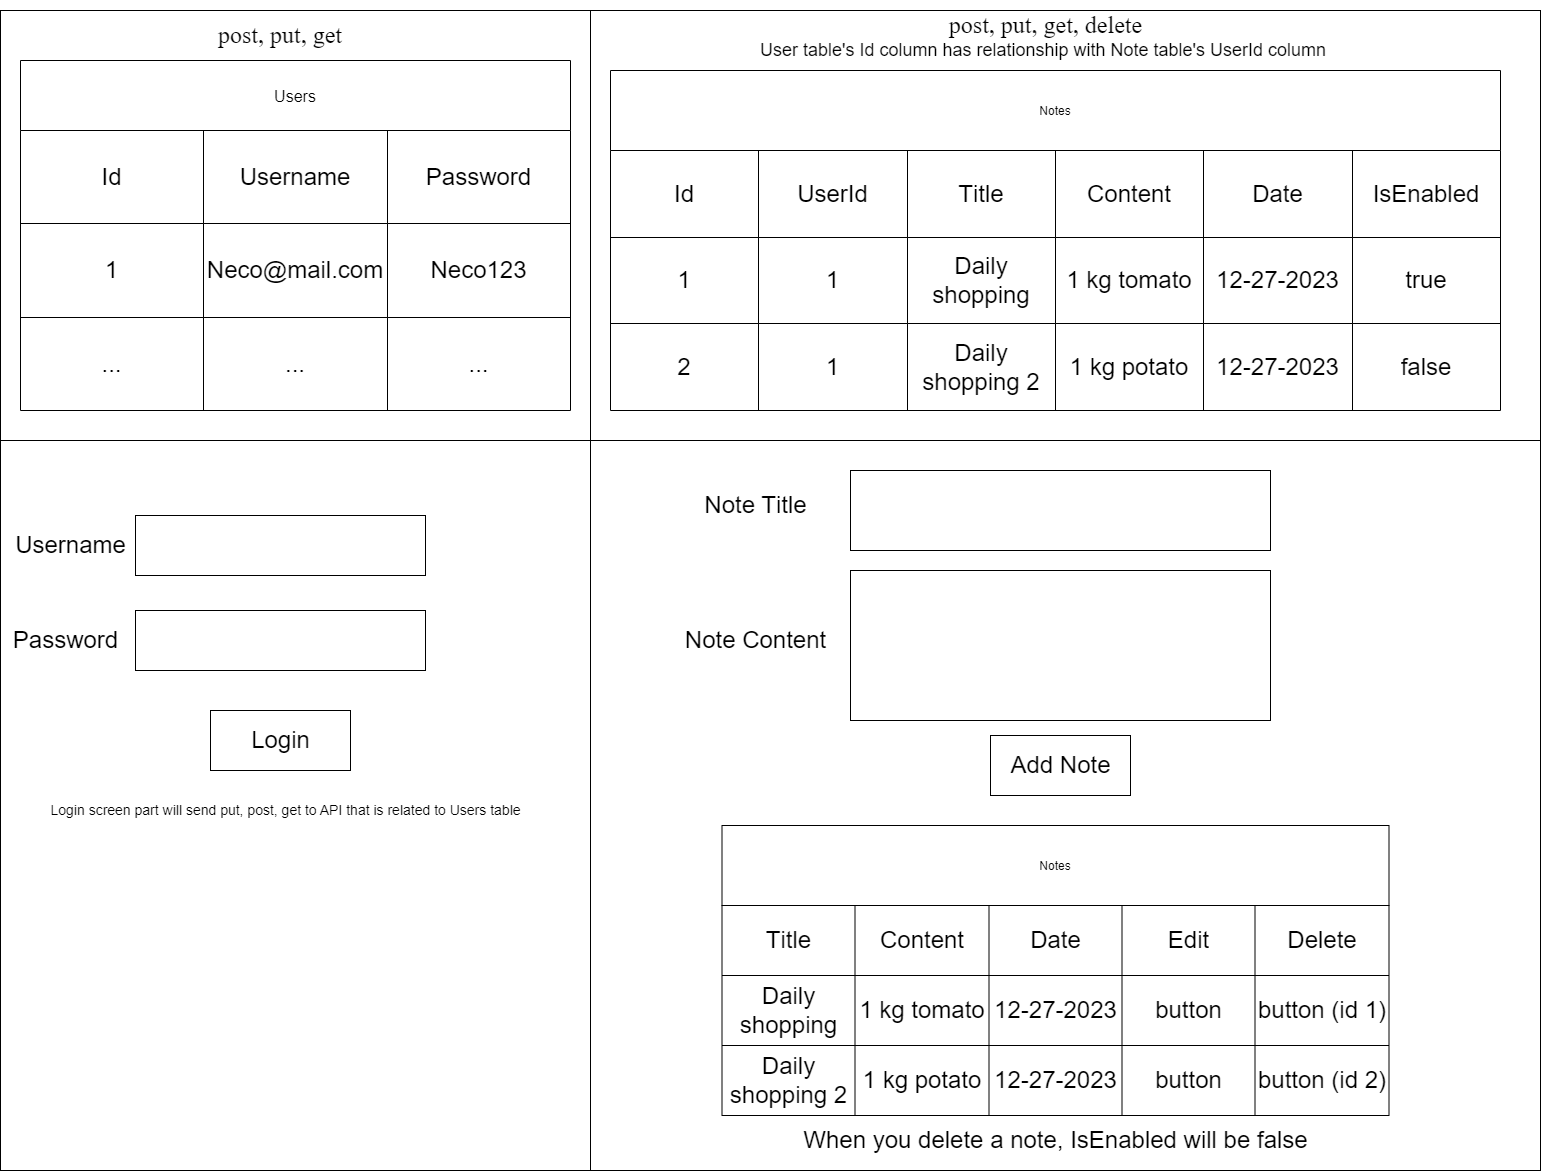 post, put, get
Users
Id Username Password
1 Neco@mail.com Neco123
... ... ...
post, put, get, delete
User table's Id column has relationship with Note table's UserId column
Notes
Id UserId Title Content Date IsEnabled
1 1 Daily shopping 1 kg tomato 12-27-2023 true
2 1 Daily shopping 2 1 kg potato 12-27-2023 false
Username
Password
Login
Login screen part will send put, post, get to API that is related to Users table
Note Title
Note Content
Add Note
Notes
Title Content Date Edit Delete
Daily shopping 1 kg tomato 12-27-2023 button button (id 1)
Daily shopping 2 1 kg potato 12-27-2023 button button (id 2)
When you delete a note, IsEnabled will be false